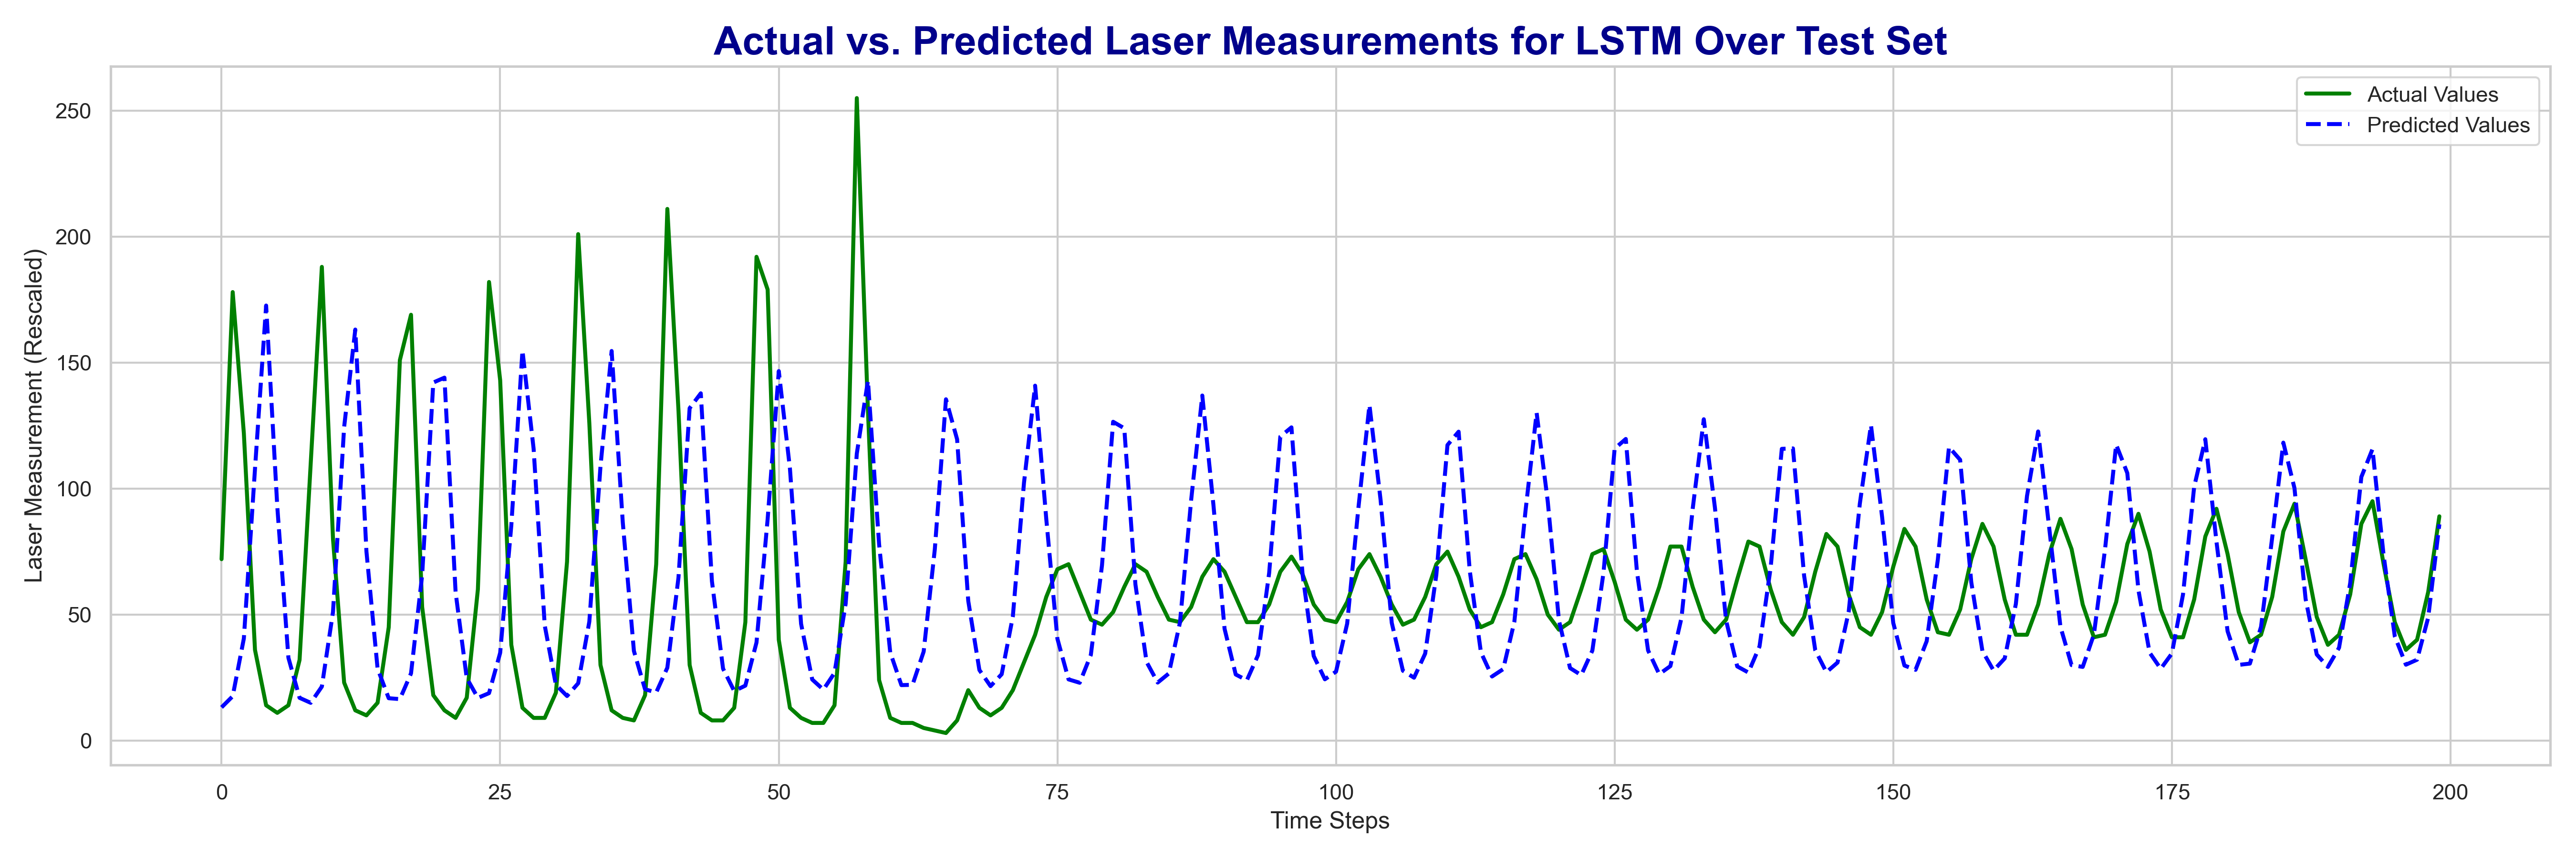 Actual vs. Predicted Laser Measurements for LSTM Over Test Set
Actual Values
Predicted Values
Laser Measurement (Rescaled)
250
200
150
100
50
0
0 25 50 75 100 125 150 175 200
Time Steps